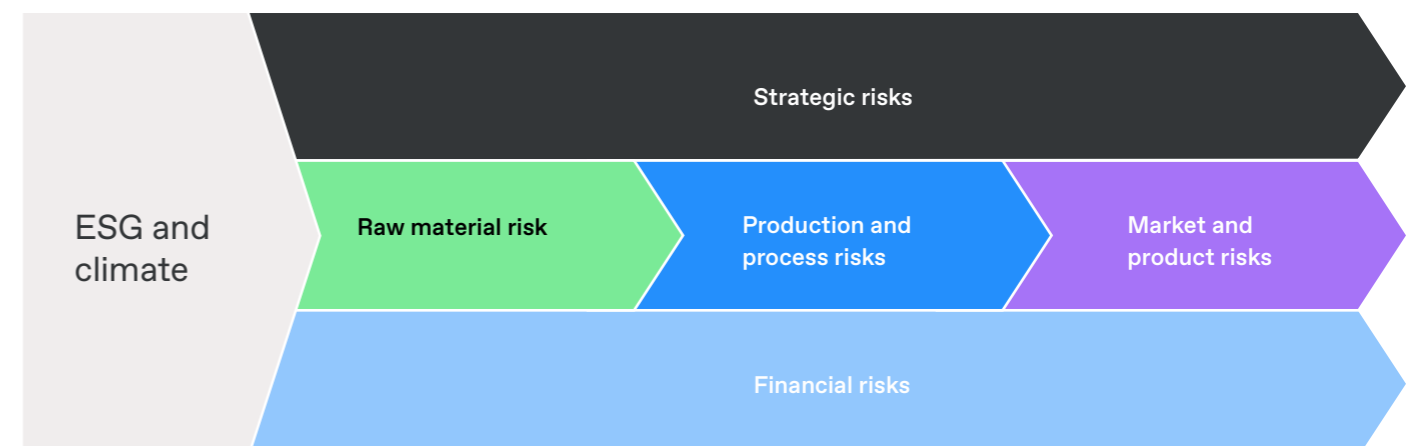 ESG and
climate
Strategic risks
Raw material risk
Production and
process risks
Market and
product risks
Financial risks